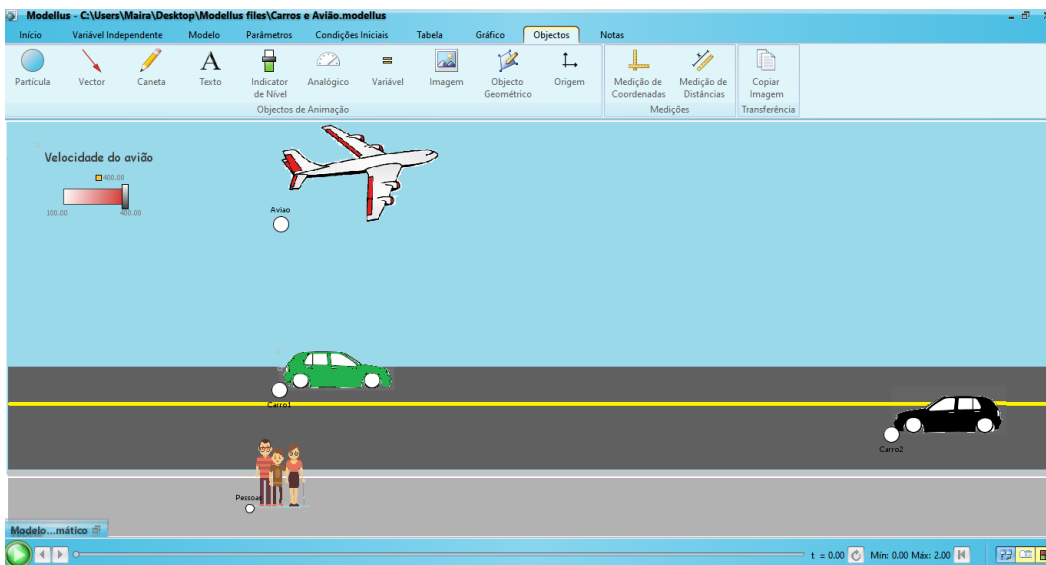 Modellus - C:\Users\Maira\Desktop\Modellus files\Carros e Avião.modellus
Início Variável Independente Modelo Parâmetros Condições Iniciais Tabela Gráfico Objectos Notas
Partícula Vector Caneta Texto Indicator de Nível Analógico Variável Imagem Objecto Geométrico Origem Medição de Coordenadas Medição de Distâncias Copiar Imagem
Objectos de Animação Medições Transferência
Velocidade do avião
400.00
100.00 400.00
Aviao
Carro1
Carro2
Pessoas
Modelo...mático
t = 0.00 Mín: 0.00 Máx: 2.00